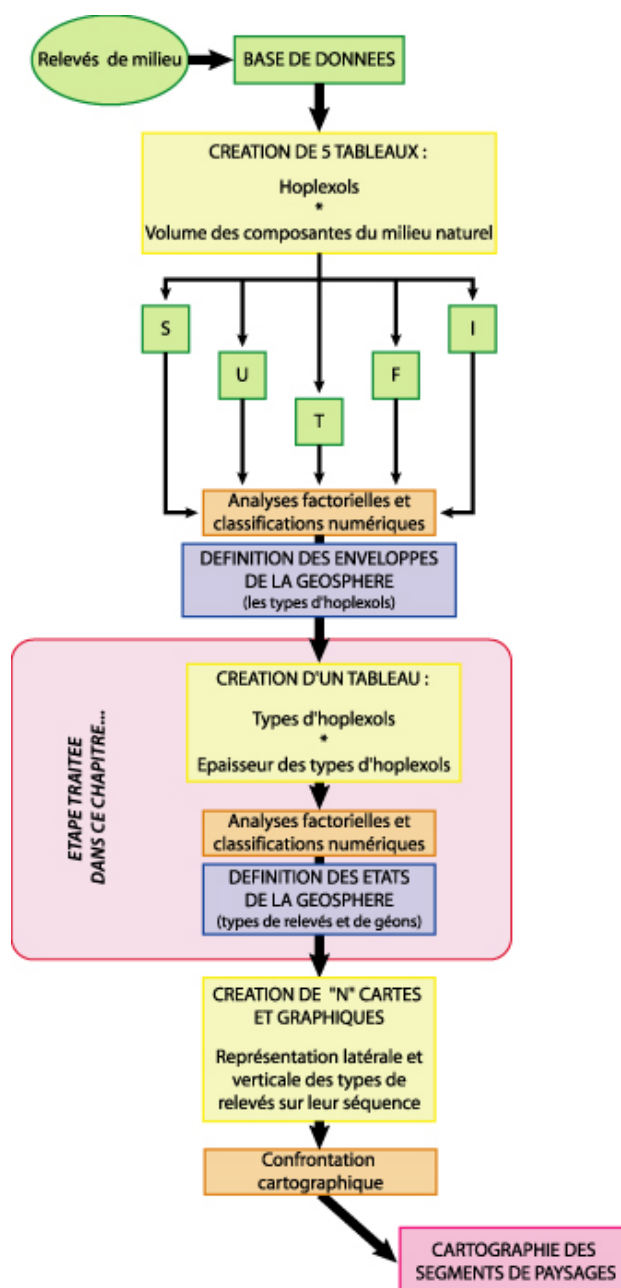 Relevés de milieu
BASE DE DONNEES
CREATION DE 5 TABLEAUX :
Hoplexols
*
Volume des composantes du milieu naturel
S
I
U
F
T
Analyses factorielles et
classifications numériques
DEFINITION DES ENVELOPPES
DE LA GEOSPHERE
(les types d'hoplexols)
ETAPE TRAITEE
DANS CE CHAPITRE...
CREATION D'UN TABLEAU :
Types d'hoplexols
*
Epaisseur des types d'hoplexols
Analyses factorielles et
classifications numériques
DEFINITION DES ETATS
DE LA GEOSPHERE
(types de relevés et de géons)
CREATION DE "N" CARTES
ET GRAPHIQUES
Représentation latérale et
verticale des types de
relevés sur leur séquence
Confrontation
cartographique
CARTOGRAPHIE DES
SEGMENTS DE PAYSAGES